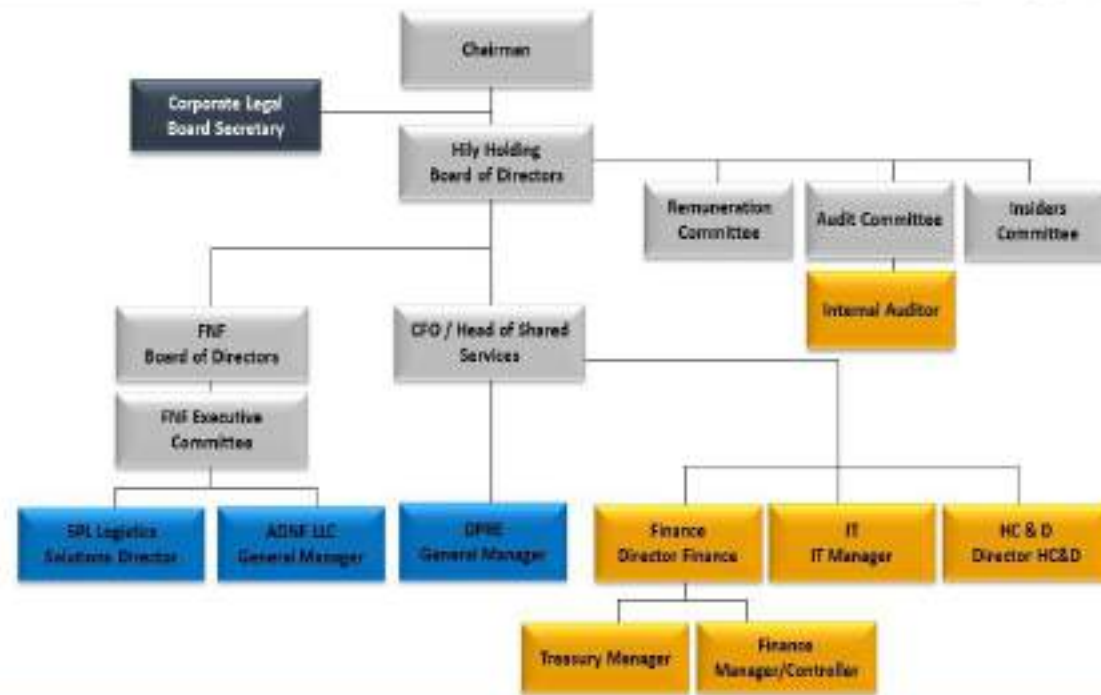 Chairman
Corporate Legal
Board Secretary
Hily Holding
Board of Directors
Remuneration
Committee
Audit Committee
Insiders
Committee
Internal Auditor
FNF
Board of Directors
CFO / Head of Shared
Services
FNF Executive
Committee
SPL Logistics
Solutions Director
ADNF LLC
General Manager
OPRE
General Manager
Finance
Director Finance
IT
IT Manager
HC & D
Director HC&D
Treasury Manager
Finance
Manager/Controller